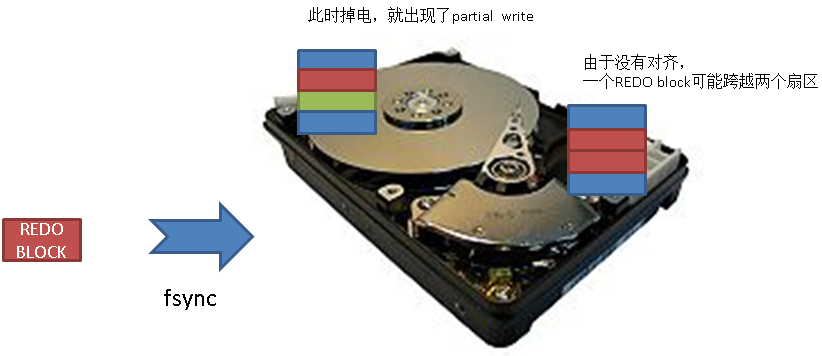 此时掉电，就出现了partial write
由于没有对齐，
一个REDO block可能跨越两个扇区
REDO
BLOCK
fsync